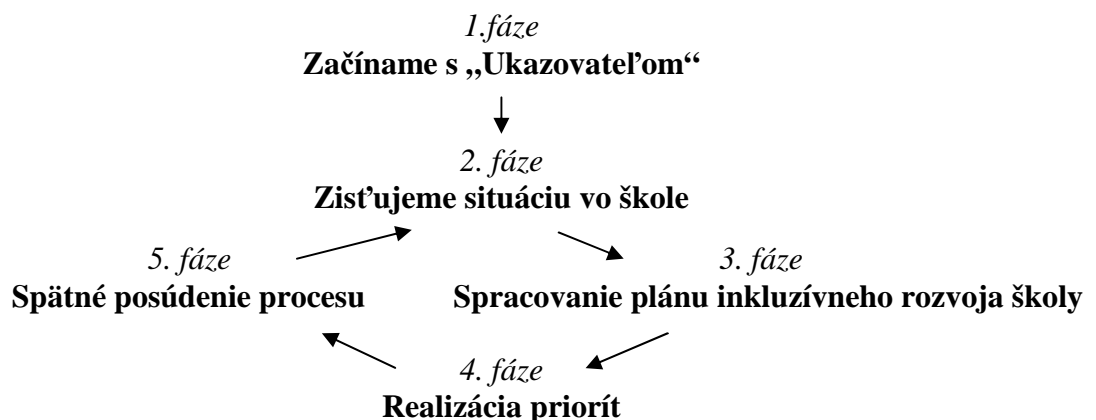 1.fáze
Začíname s „Ukazovateľom“
2. fáze
Zisťujeme situáciu vo škole
5. fáze
Spätné posúdenie procesu
3. fáze
Spracovanie plánu inkluzívneho rozvoja školy
4. fáze
Realizácia priorít